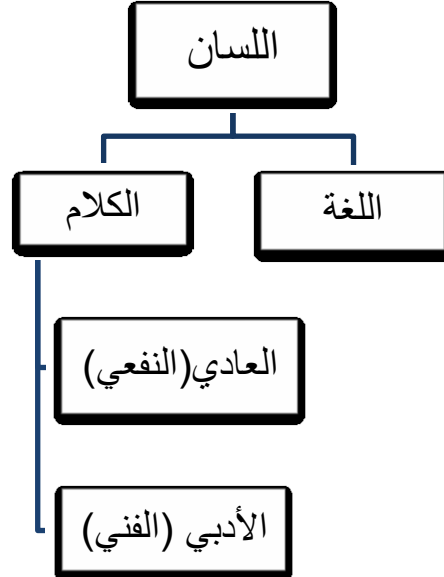 اللسان
اللغة
الكلام
العادي(النفعي)
الأدبي (الفني)